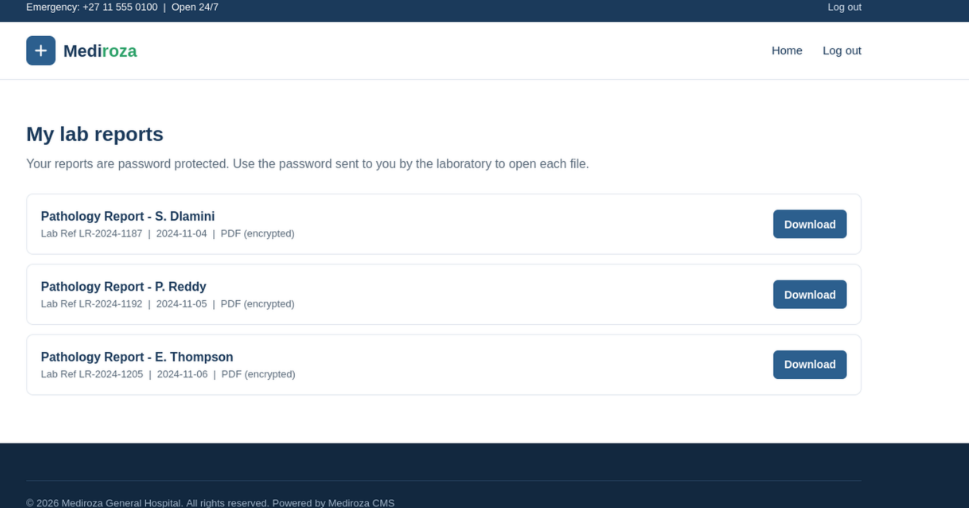 Emergency: +27 11 555 0100 | Open 24/7
Log out
Mediroza
Home
Log out
My lab reports
Your reports are password protected. Use the password sent to you by the laboratory to open each file.
Pathology Report - S. Dlamini
Lab Ref LR-2024-1187 | 2024-11-04 | PDF (encrypted)
Download
Pathology Report - P. Reddy
Lab Ref LR-2024-1192 | 2024-11-05 | PDF (encrypted)
Download
Pathology Report - E. Thompson
Lab Ref LR-2024-1205 | 2024-11-06 | PDF (encrypted)
Download
© 2026 Mediroza General Hospital. All rights reserved. Powered by Mediroza CMS